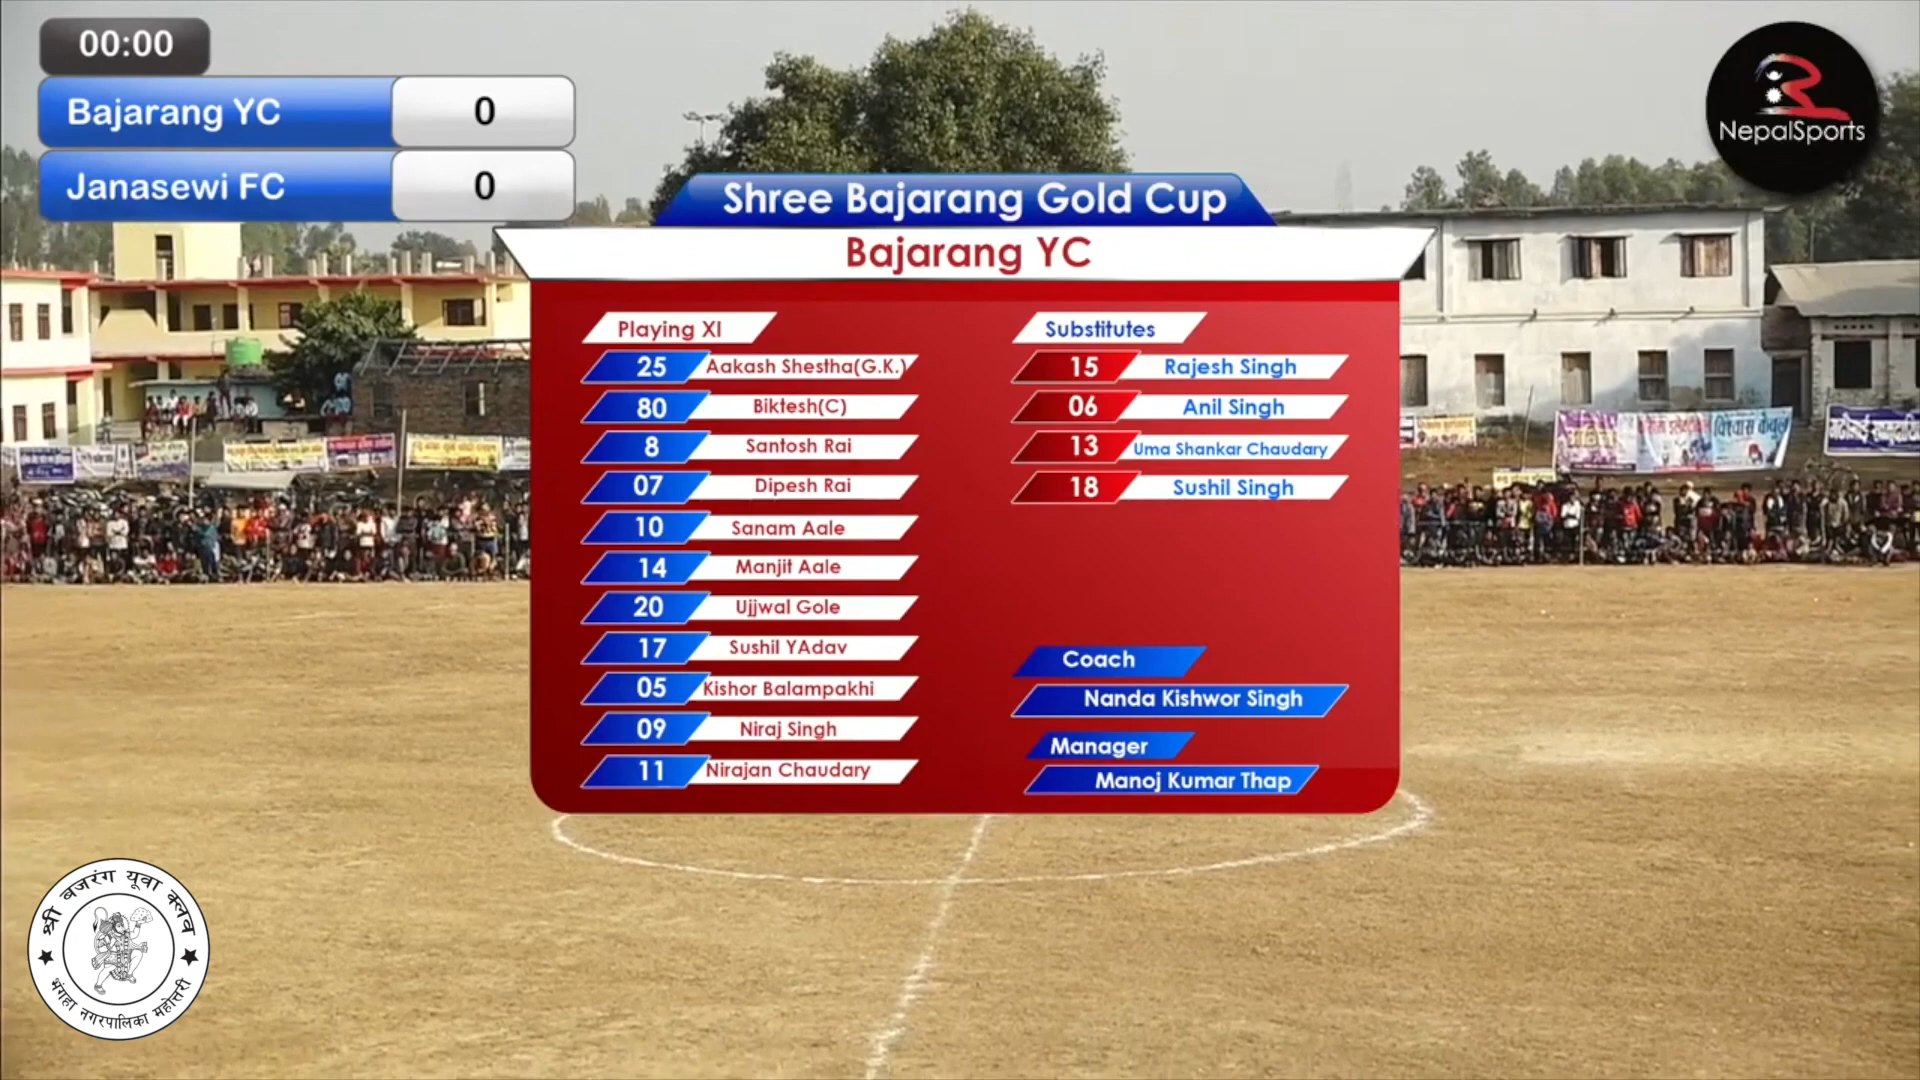 00:00
Bajarang YC 0
Janasewi FC 0
NepalSports
Shree Bajarang Gold Cup
Bajarang YC
Playing XI
25 Aakash Shestha(G.K.)
80 Biktesh(C)
8 Santosh Rai
07 Dipesh Rai
10 Sanam Aale
14 Manjit Aale
20 Ujjwal Gole
17 Sushil YAdav
05 Kishor Balampakhi
09 Niraj Singh
11 Nirajan Chaudary
Substitutes
15 Rajesh Singh
06 Anil Singh
13 Uma Shankar Chaudary
18 Sushil Singh
Coach
Nanda Kishwor Singh
Manager
Manoj Kumar Thap
श्री बजरंग यूवा क्लव
भंगहा नगरपालिका महोत्तरी